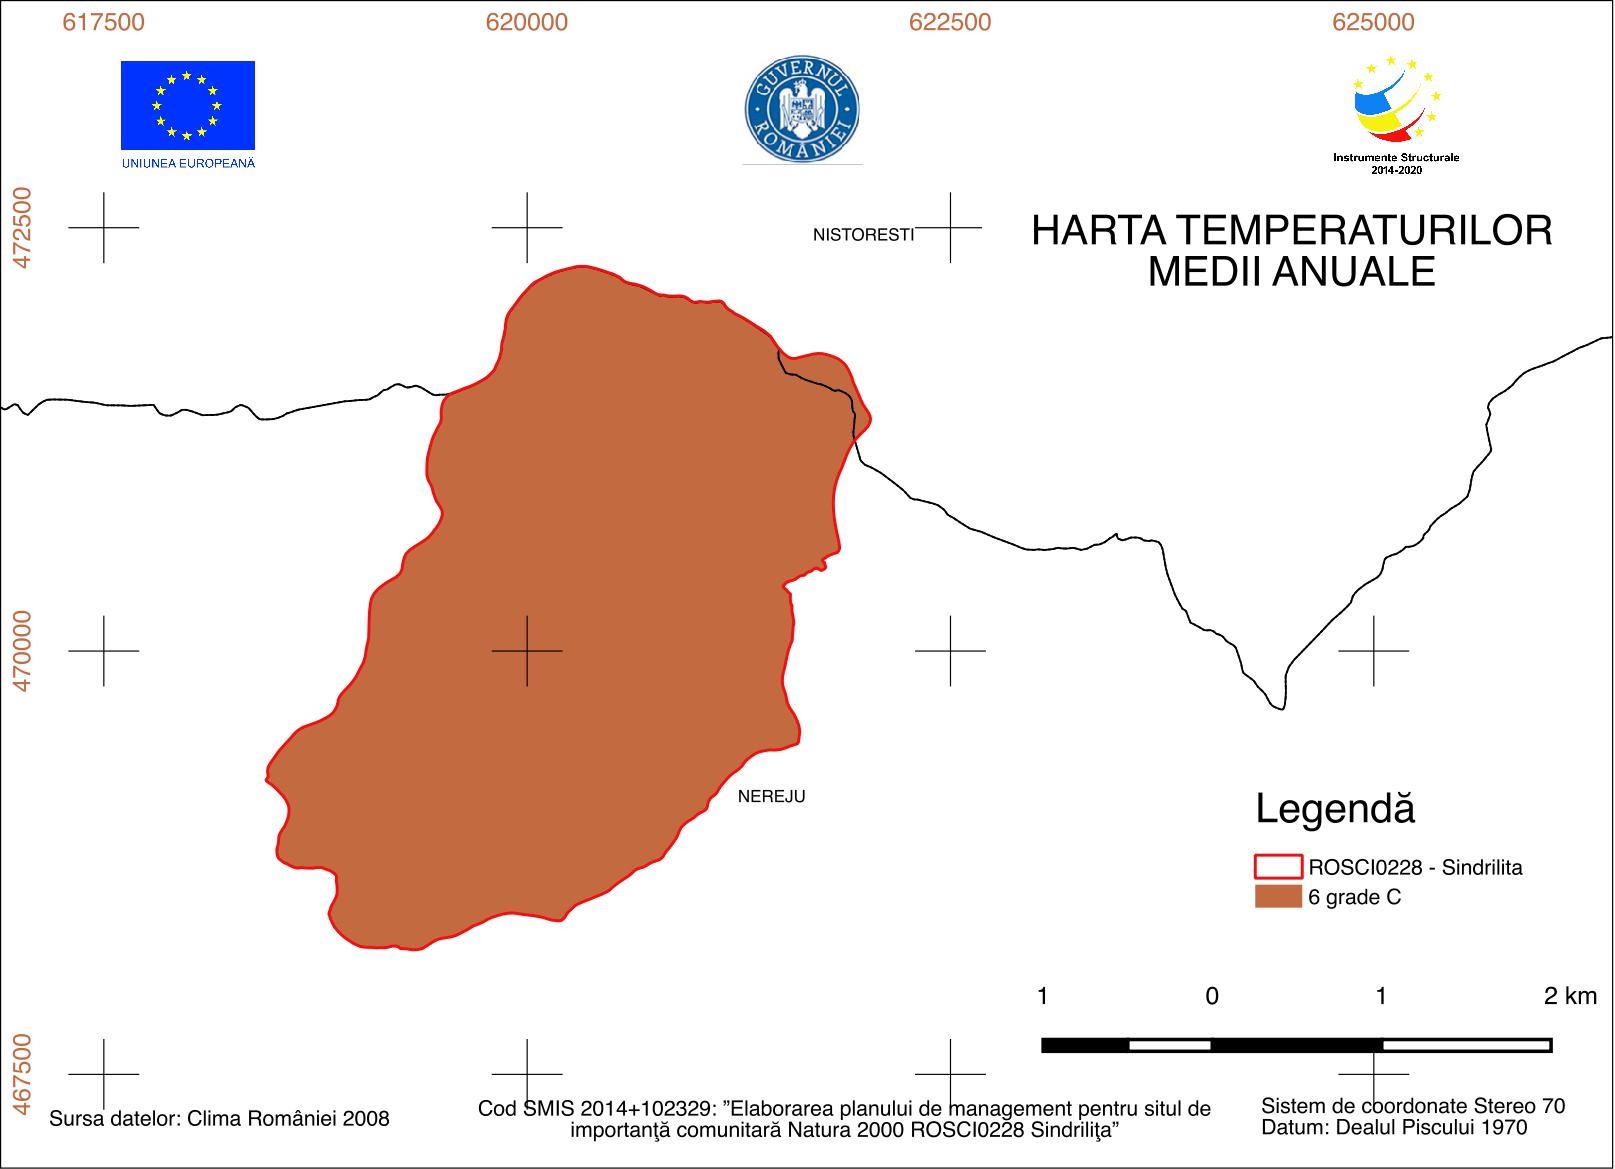 617500 620000 622500 625000
GUVERNUL ROMÂNIEI
UNIUNEA EUROPEANĂ
Instrumente Structurale
2014-2020
472500
NISTORESTI
HARTA TEMPERATURILOR
MEDII ANUALE
470000
NEREJU
Legendă
ROSCI0228 - Sindrilita
6 grade C
1 0 1 2 km
467500
Sursa datelor: Clima României 2008
Cod SMIS 2014+102329: ”Elaborarea planului de management pentru situl de
importanţă comunitară Natura 2000 ROSCI0228 Sindriliţa”
Sistem de coordonate Stereo 70
Datum: Dealul Piscului 1970